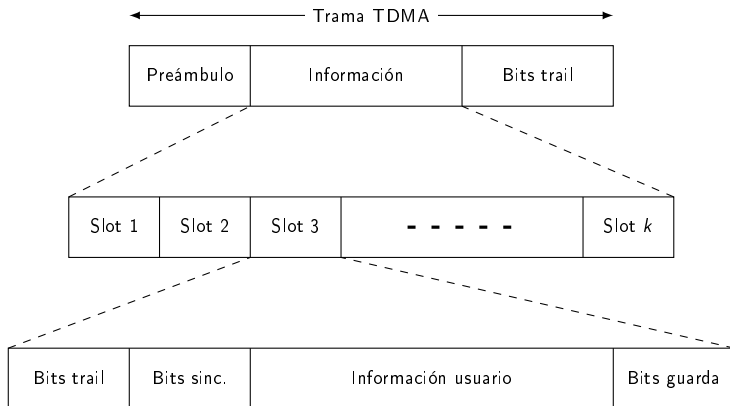 Trama TDMA
Preámbulo Información Bits trail
Slot 1 Slot 2 Slot 3 - - - - - Slot k
Bits trail Bits sinc. Información usuario Bits guarda